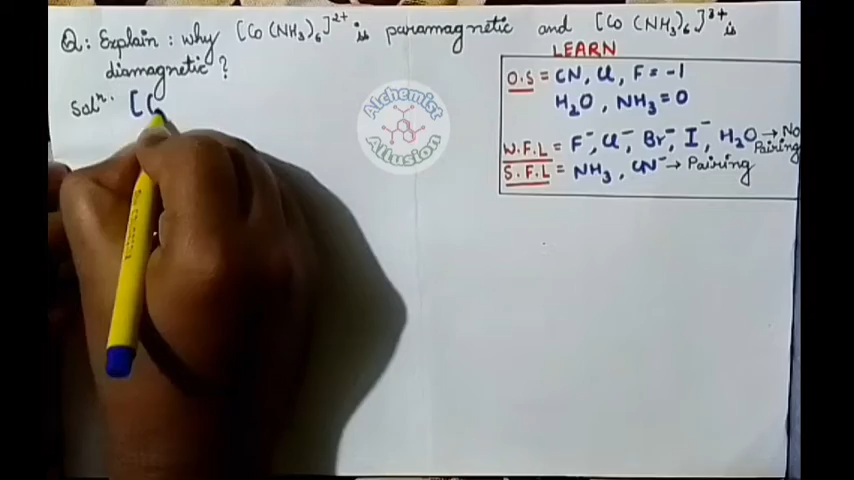 Q: Explain: why [Co(NH₃)₆]²⁺ is paramagnetic and [Co(NH₃)₆]³⁺ is
diamagnetic?
Solⁿ. [C
Alchemist
Allusion
LEARN
O.S = CN, Cl, F = -1
H₂O, NH₃ = 0
W.F.L = F⁻, Cl⁻, Br⁻, I⁻, H₂O → No
Pairing
S.F.L = NH₃, CN⁻ → Pairing